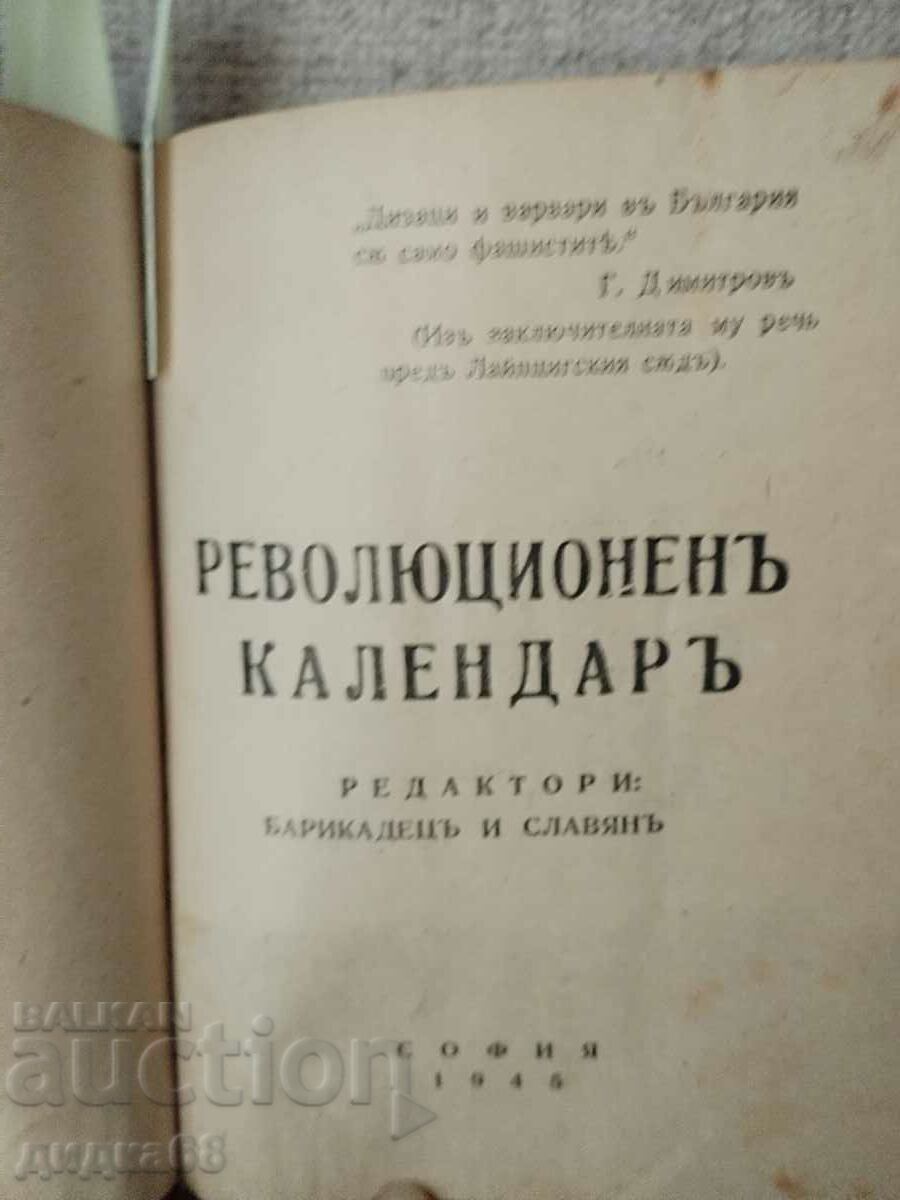 „Диваци и варвари въ България
сѫ само фашиститѣ!“
Г. Димитровъ
(Изъ заключителната му речь
предъ Лайпцигския сѫдъ).
РЕВОЛЮЦИОНЕНЪ
КАЛЕНДАРЪ
РЕДАКТОРИ:
БАРИКАДЕЦЪ И СЛАВЯНЪ
СОФИЯ
1945
BALKAN
auction
дидка68